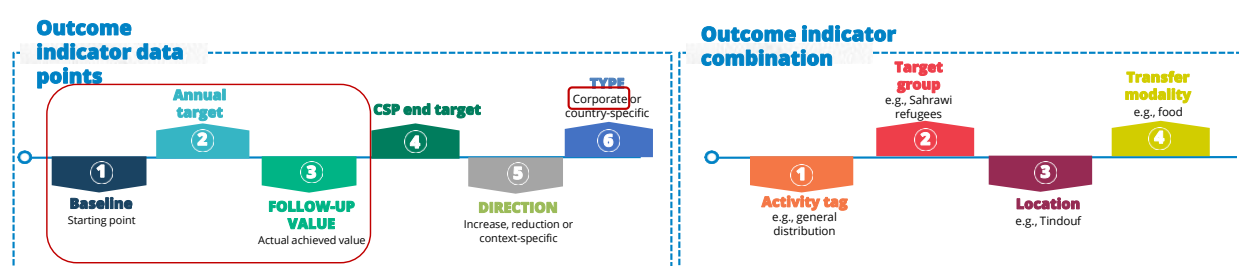 Outcome
indicator data
points
Annual
target
2
CSP end target
4
TYPE
Corporate or
country-specific
6
1
Baseline
Starting point
3
FOLLOW-UP
VALUE
Actual achieved value
5
DIRECTION
Increase, reduction or
context-specific
Outcome indicator
combination
Target
group
e.g., Sahrawi
refugees
2
Transfer
modality
e.g., food
4
1
Activity tag
e.g., general
distribution
3
Location
e.g., Tindouf